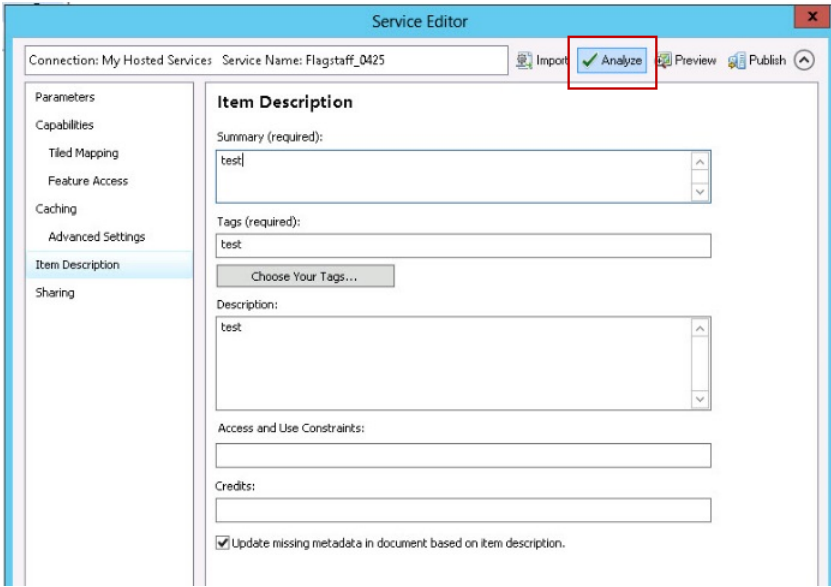 Service Editor
x
Connection: My Hosted Services Service Name: Flagstaff_0425
Import Analyze Preview Publish
Parameters
Capabilities
Tiled Mapping
Feature Access
Caching
Advanced Settings
Item Description
Sharing
Item Description
Summary (required):
test
Tags (required):
test
Choose Your Tags...
Description:
test
Access and Use Constraints:
Credits:
Update missing metadata in document based on item description.